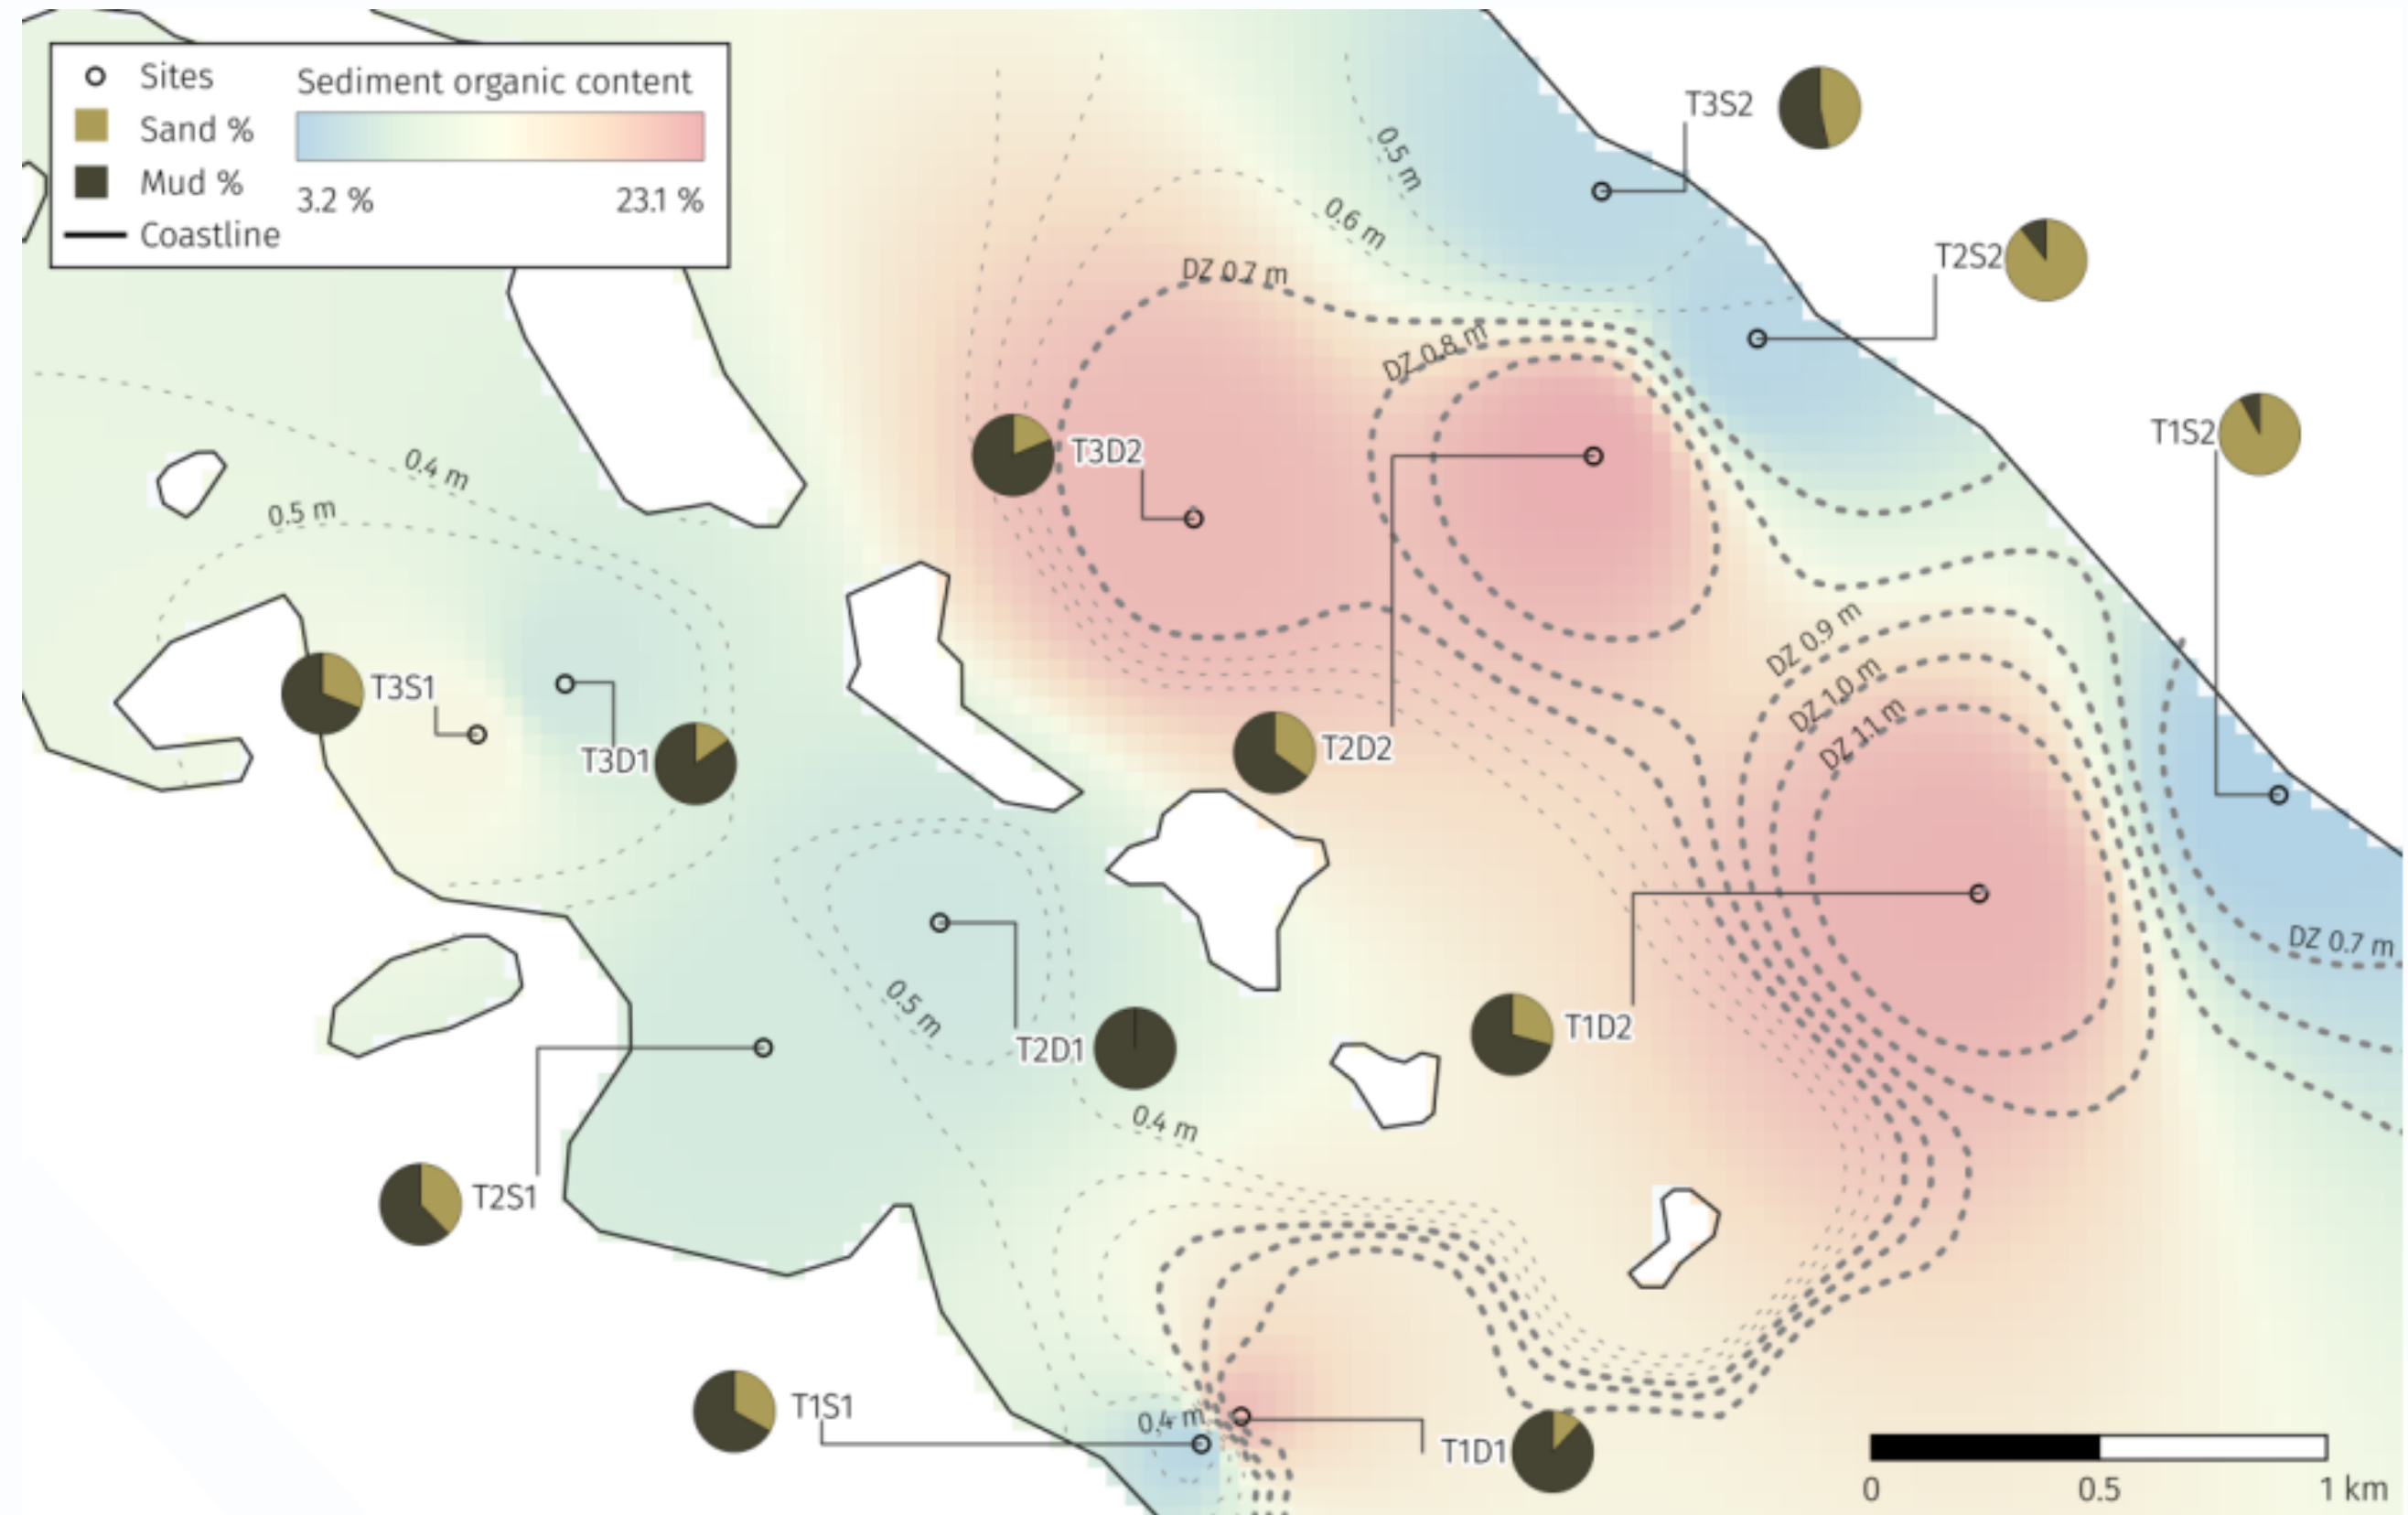 Sites
Sand %
Mud %
Coastline
Sediment organic content
3.2 %
23.1 %
T3S2
0.5 m
0.6 m
T2S2
DZ 0.7 m
DZ 0.8 m
T1S2
T3D2
0.4 m
0.5 m
DZ 0.9 m
DZ 1.0 m
DZ 1.1 m
T3S1
T3D1
T2D2
DZ 0.7 m
0.5 m
T2D1
T1D2
0.4 m
T2S1
T1S1
0.4 m
T1D1
0
0.5
1 km